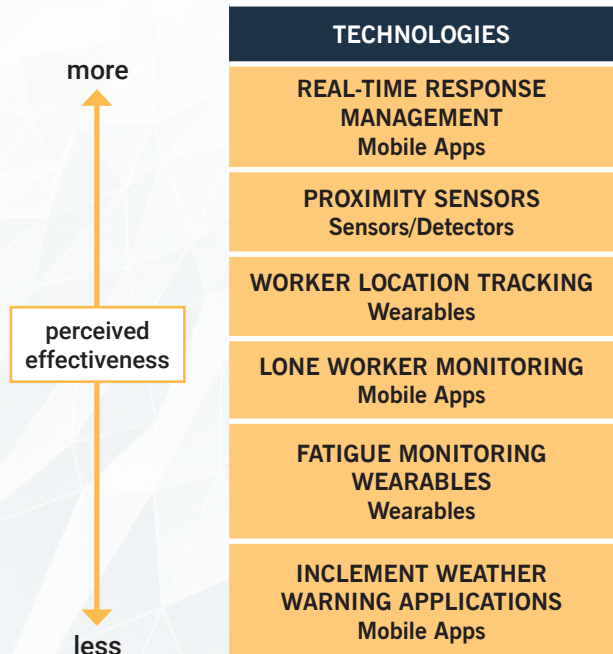 TECHNOLOGIES
more
REAL-TIME RESPONSE
MANAGEMENT
Mobile Apps
PROXIMITY SENSORS
Sensors/Detectors
WORKER LOCATION TRACKING
Wearables
perceived
effectiveness
LONE WORKER MONITORING
Mobile Apps
FATIGUE MONITORING
WEARABLES
Wearables
INCLEMENT WEATHER
WARNING APPLICATIONS
Mobile Apps
less